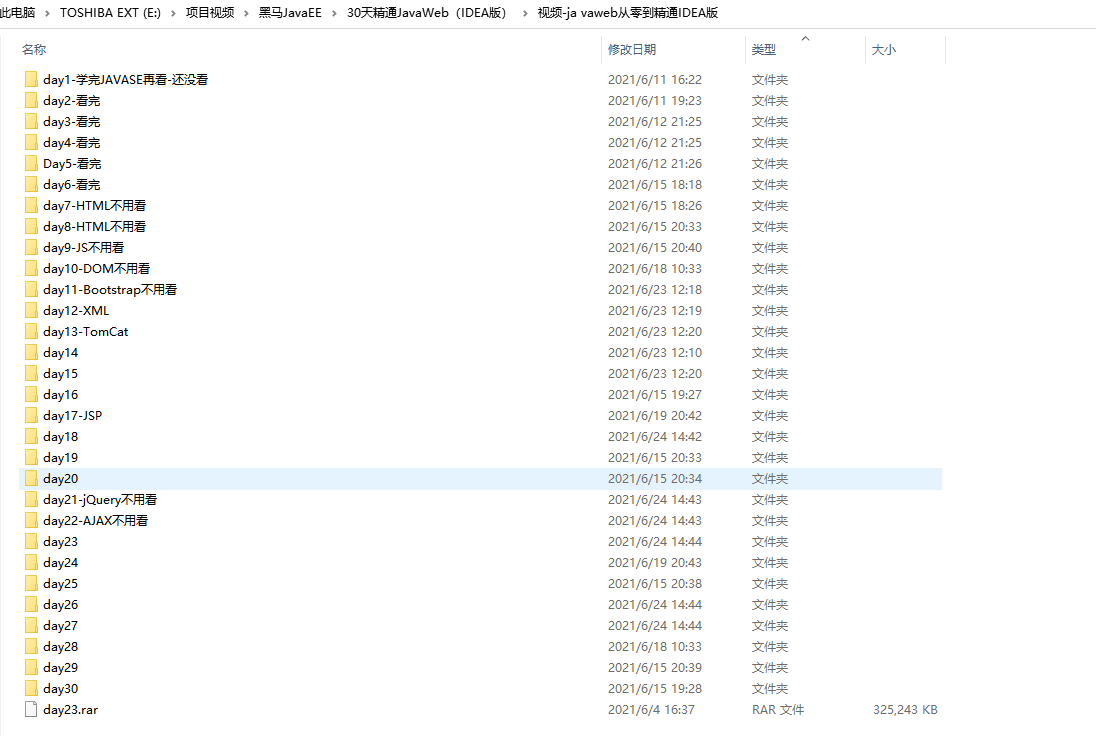 此电脑 > TOSHIBA EXT (E:) > 项目视频 > 黑马JavaEE > 30天精通JavaWeb（IDEA版） > 视频-ja vaweb从零到精通IDEA版
名称 修改日期 类型 大小
day1-学完JAVASE再看-还没看 2021/6/11 16:22 文件夹
day2-看完 2021/6/11 19:23 文件夹
day3-看完 2021/6/12 21:25 文件夹
day4-看完 2021/6/12 21:25 文件夹
Day5-看完 2021/6/12 21:26 文件夹
day6-看完 2021/6/15 18:18 文件夹
day7-HTML不用看 2021/6/15 18:26 文件夹
day8-HTML不用看 2021/6/15 20:33 文件夹
day9-JS不用看 2021/6/15 20:40 文件夹
day10-DOM不用看 2021/6/18 10:33 文件夹
day11-Bootstrap不用看 2021/6/23 12:18 文件夹
day12-XML 2021/6/23 12:19 文件夹
day13-TomCat 2021/6/23 12:20 文件夹
day14 2021/6/23 12:10 文件夹
day15 2021/6/23 12:20 文件夹
day16 2021/6/15 19:27 文件夹
day17-JSP 2021/6/19 20:42 文件夹
day18 2021/6/24 14:42 文件夹
day19 2021/6/15 20:33 文件夹
day20 2021/6/15 20:34 文件夹
day21-jQuery不用看 2021/6/24 14:43 文件夹
day22-AJAX不用看 2021/6/24 14:43 文件夹
day23 2021/6/24 14:44 文件夹
day24 2021/6/19 20:43 文件夹
day25 2021/6/15 20:38 文件夹
day26 2021/6/24 14:44 文件夹
day27 2021/6/24 14:44 文件夹
day28 2021/6/18 10:33 文件夹
day29 2021/6/15 20:39 文件夹
day30 2021/6/15 19:28 文件夹
day23.rar 2021/6/4 16:37 RAR 文件 325,243 KB